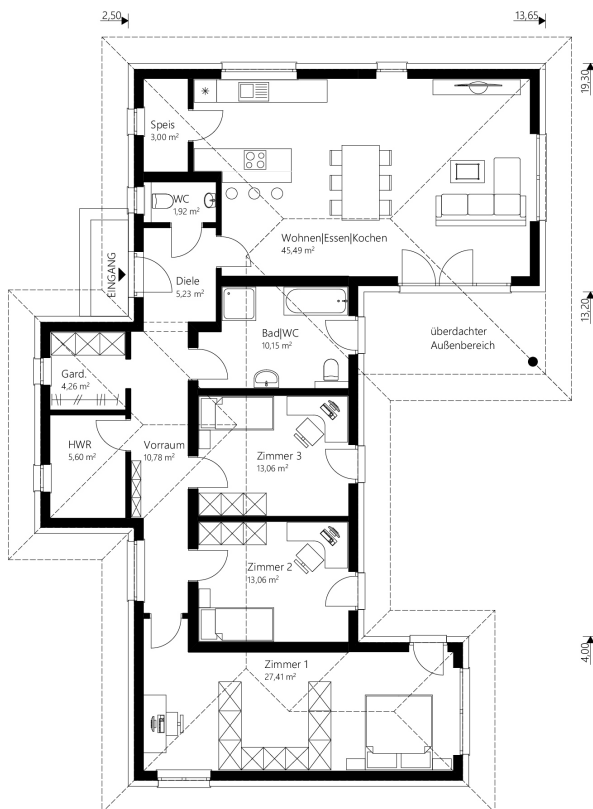 2,50
13,65
19,30
Speis
3,00 m²
WC
1,92 m²
Wohnen|Essen|Kochen
45,49 m²
EINGANG
Diele
5,23 m²
13,20
Bad|WC
10,15 m²
überdachter
Außenbereich
Gard.
4,26 m²
HWR
5,60 m²
Vorraum
10,78 m²
Zimmer 3
13,06 m²
Zimmer 2
13,06 m²
4,00
Zimmer 1
27,41 m²